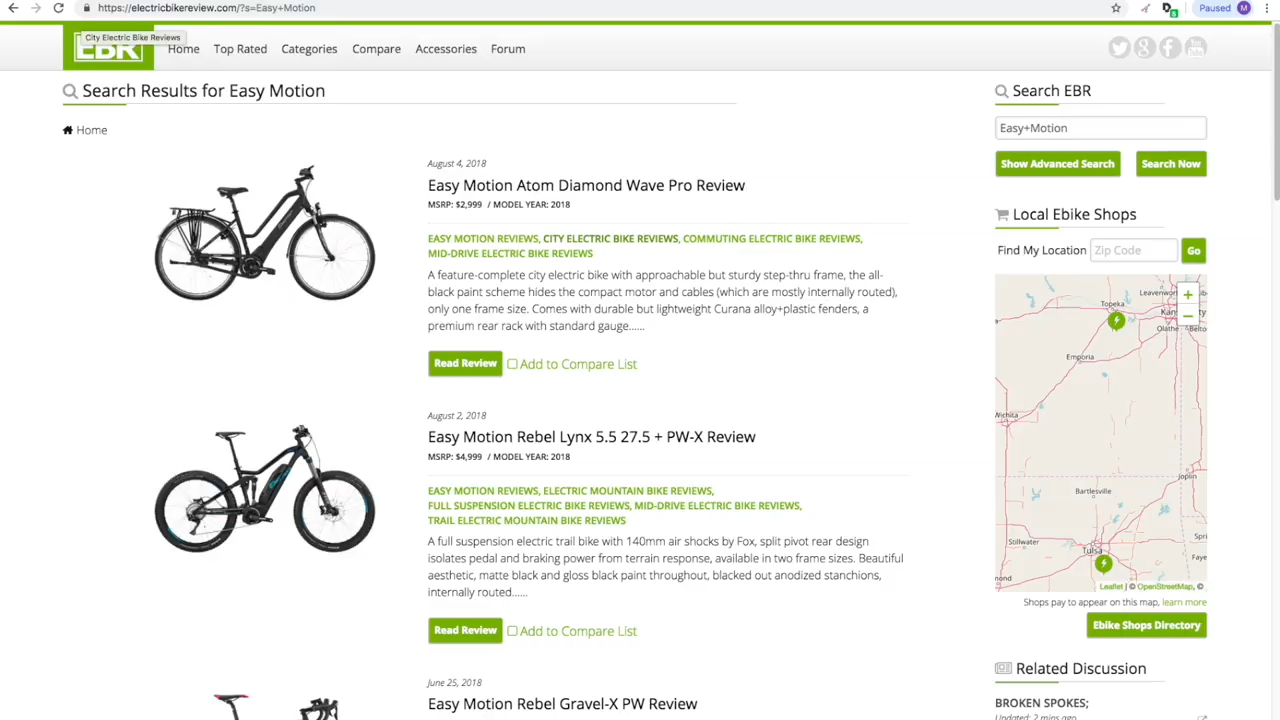 https://electricbikereview.com/?s=Easy+Motion
Paused M
City Electric Bike Reviews
EBR
Home Top Rated Categories Compare Accessories Forum
Search Results for Easy Motion
Home
August 4, 2018
Easy Motion Atom Diamond Wave Pro Review
MSRP: $2,999 / MODEL YEAR: 2018
EASY MOTION REVIEWS, CITY ELECTRIC BIKE REVIEWS, COMMUTING ELECTRIC BIKE REVIEWS,
MID-DRIVE ELECTRIC BIKE REVIEWS
A feature-complete city electric bike with approachable but sturdy step-thru frame, the all-
black paint scheme hides the compact motor and cables (which are mostly internally routed),
only one frame size. Comes with durable but lightweight Curana alloy+plastic fenders, a
premium rear rack with standard gauge......
Read Review Add to Compare List
August 2, 2018
Easy Motion Rebel Lynx 5.5 27.5 + PW-X Review
MSRP: $4,999 / MODEL YEAR: 2018
EASY MOTION REVIEWS, ELECTRIC MOUNTAIN BIKE REVIEWS,
FULL SUSPENSION ELECTRIC BIKE REVIEWS, MID-DRIVE ELECTRIC BIKE REVIEWS,
TRAIL ELECTRIC MOUNTAIN BIKE REVIEWS
A full suspension electric trail bike with 140mm air shocks by Fox, split pivot rear design
isolates pedal and braking power from terrain response, available in two frame sizes. Beautiful
aesthetic, matte black and gloss black paint throughout, blacked out anodized stanchions,
internally routed......
Read Review Add to Compare List
June 25, 2018
Easy Motion Rebel Gravel-X PW Review
Search EBR
Easy+Motion
Show Advanced Search Search Now
Local Ebike Shops
Find My Location Zip Code Go
Leavenwor
Topeka
+
Kans
−
Olathe
Belto
Emporia
Wichita
Joplin
Bartlesville
Stillwater
Spri
Tulsa
Faye
mond
Leaflet | © OpenStreetMap, ©
Shops pay to appear on this map, learn more
Ebike Shops Directory
Related Discussion
BROKEN SPOKES;
Updated: 2 mins ago